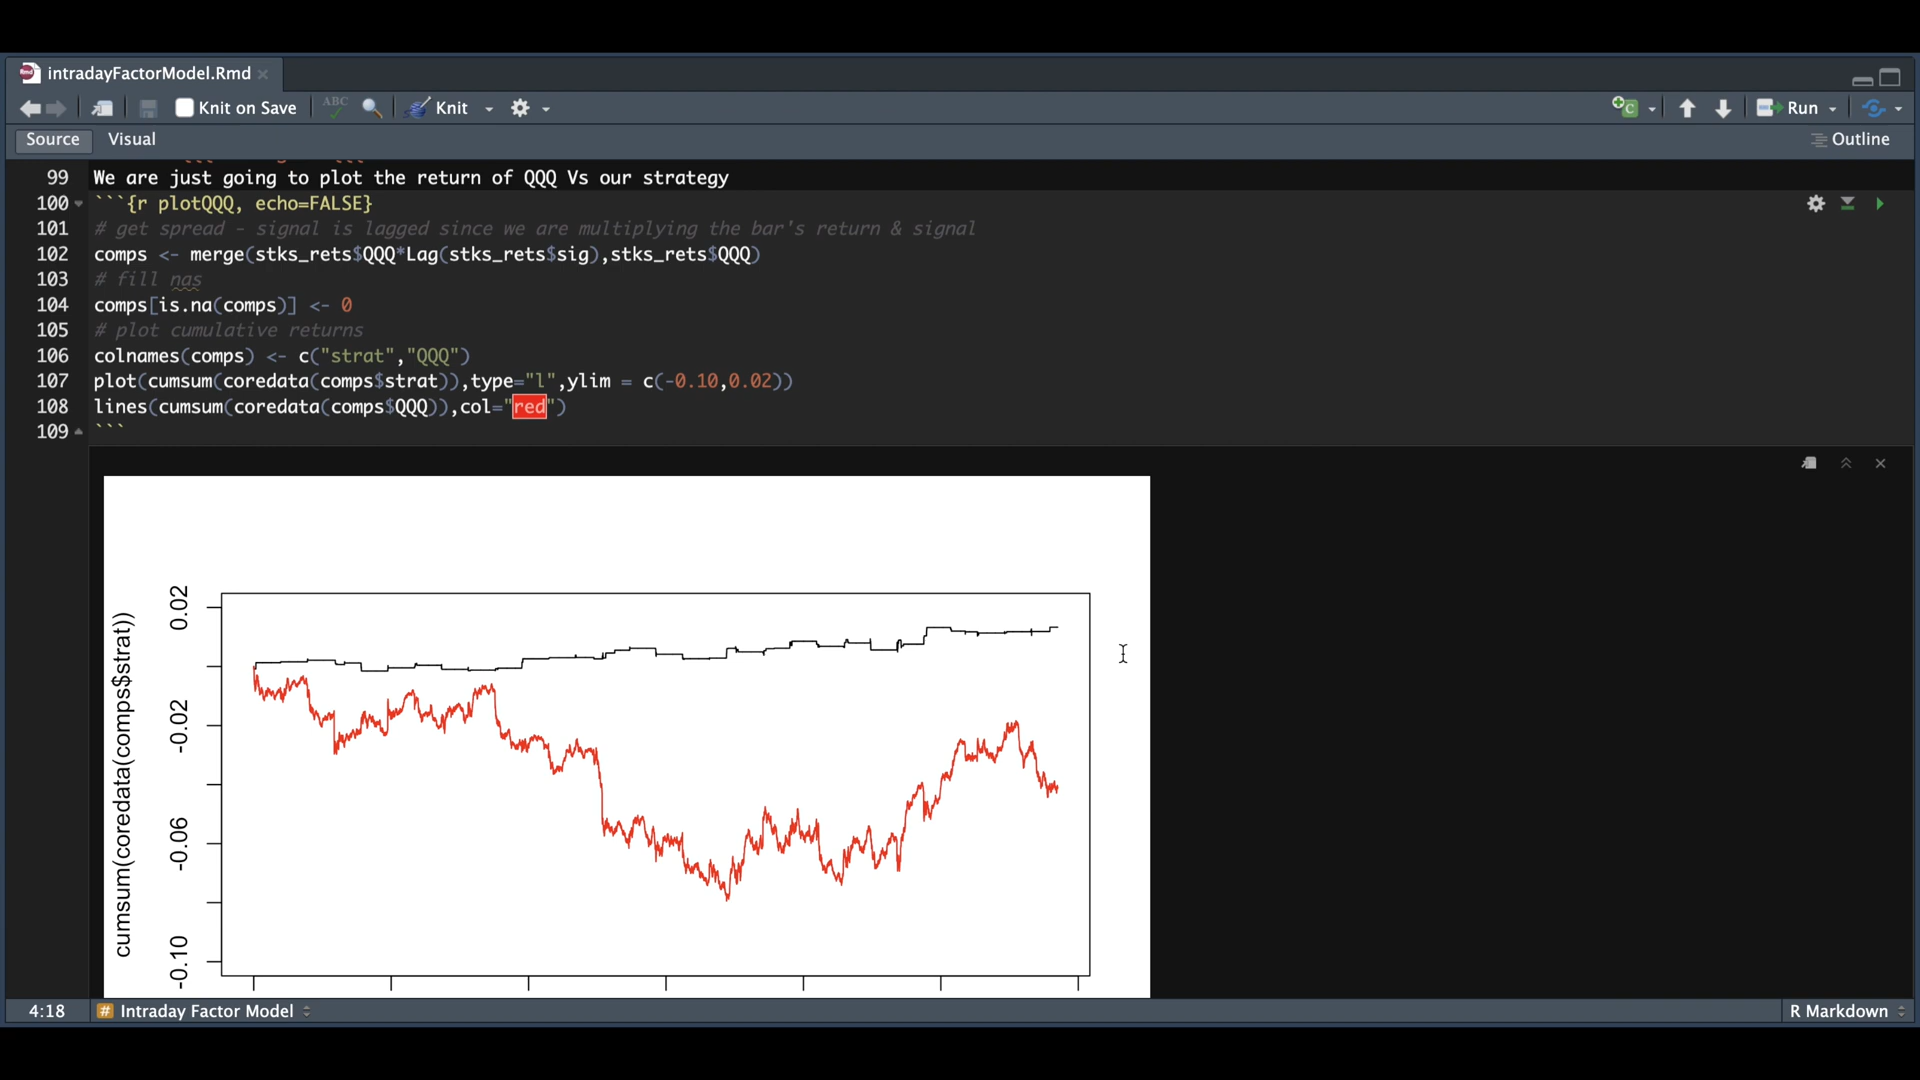 intradayFactorModel.Rmd
Knit on Save
ABC
Knit
Run
Source
Visual
Outline
99 We are just going to plot the return of QQQ Vs our strategy
100 ```{r plotQQQ, echo=FALSE}
101 # get spread - signal is lagged since we are multiplying the bar's return & signal
102 comps <- merge(stks_rets$QQQ*Lag(stks_rets$sig),stks_rets$QQQ)
103 # fill nas
104 comps[is.na(comps)] <- 0
105 # plot cumulative returns
106 colnames(comps) <- c("strat","QQQ")
107 plot(cumsum(coredata(comps$strat)),type="l",ylim = c(-0.10,0.02))
108 lines(cumsum(coredata(comps$QQQ)),col="red")
109 ```
cumsum(coredata(comps$strat))
0.02
-0.02
-0.06
-0.10
4:18
# Intraday Factor Model
R Markdown